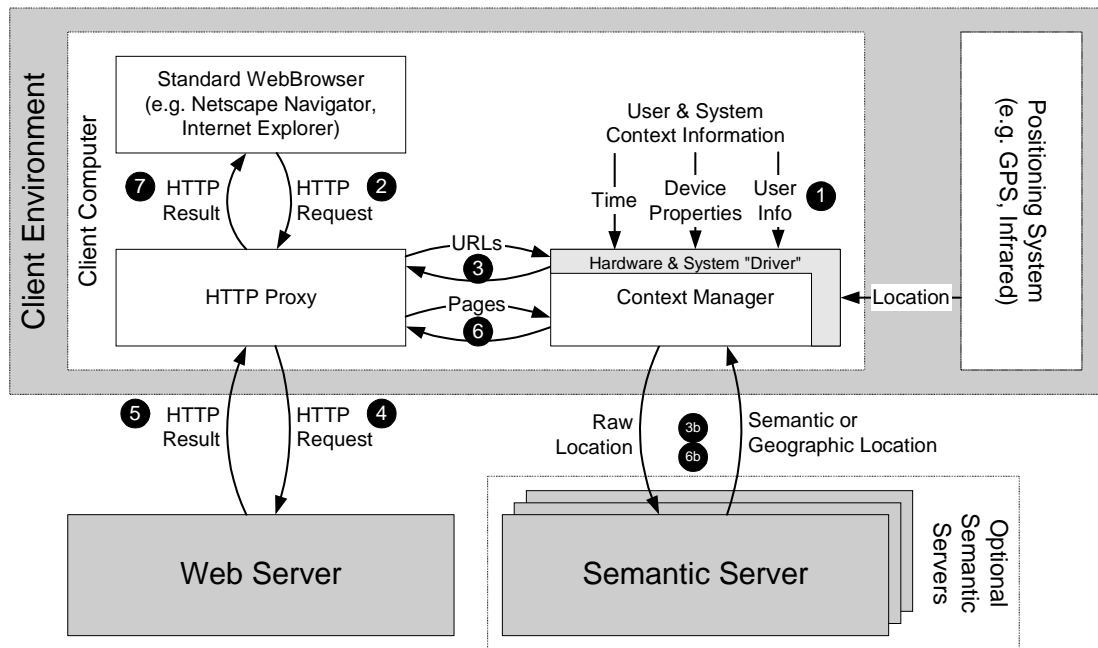 Client Environment
Client Computer
Standard WebBrowser
(e.g. Netscape Navigator,
Internet Explorer)
7
HTTP
Result
HTTP
Request
2
User & System
Context Information
Time
Device
Properties
User
Info
1
Positioning System
(e.g. GPS, Infrared)
HTTP Proxy
URLs
3
Pages
6
Hardware & System "Driver"
Context Manager
Location
5
HTTP
Result
HTTP
Request
4
Raw
Location
3b
6b
Semantic or
Geographic Location
Web Server
Semantic Server
Optional
Semantic
Servers